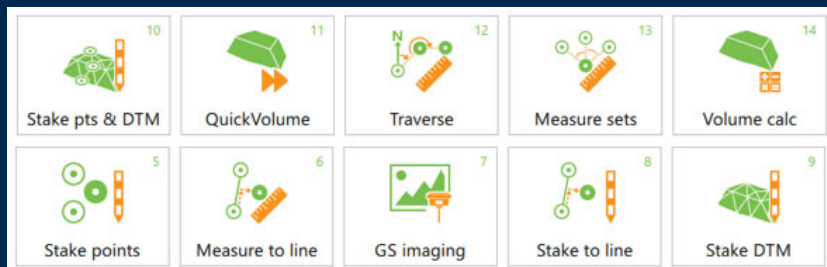 10
Stake pts & DTM
11
QuickVolume
12
N
Traverse
13
Measure sets
14
Volume calc
5
Stake points
6
Measure to line
7
GS imaging
8
Stake to line
9
Stake DTM